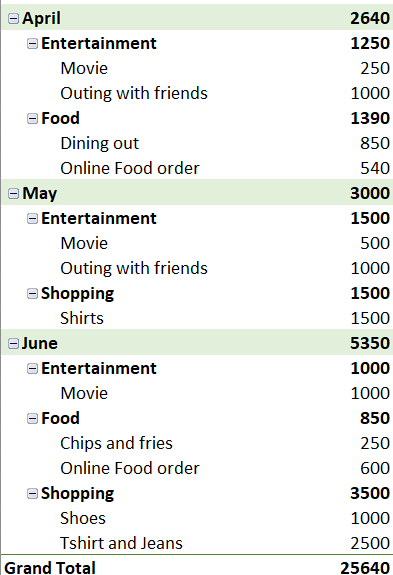 April 2640
Entertainment 1250
Movie 250
Outing with friends 1000
Food 1390
Dining out 850
Online Food order 540
May 3000
Entertainment 1500
Movie 500
Outing with friends 1000
Shopping 1500
Shirts 1500
June 5350
Entertainment 1000
Movie 1000
Food 850
Chips and fries 250
Online Food order 600
Shopping 3500
Shoes 1000
Tshirt and Jeans 2500
Grand Total 25640